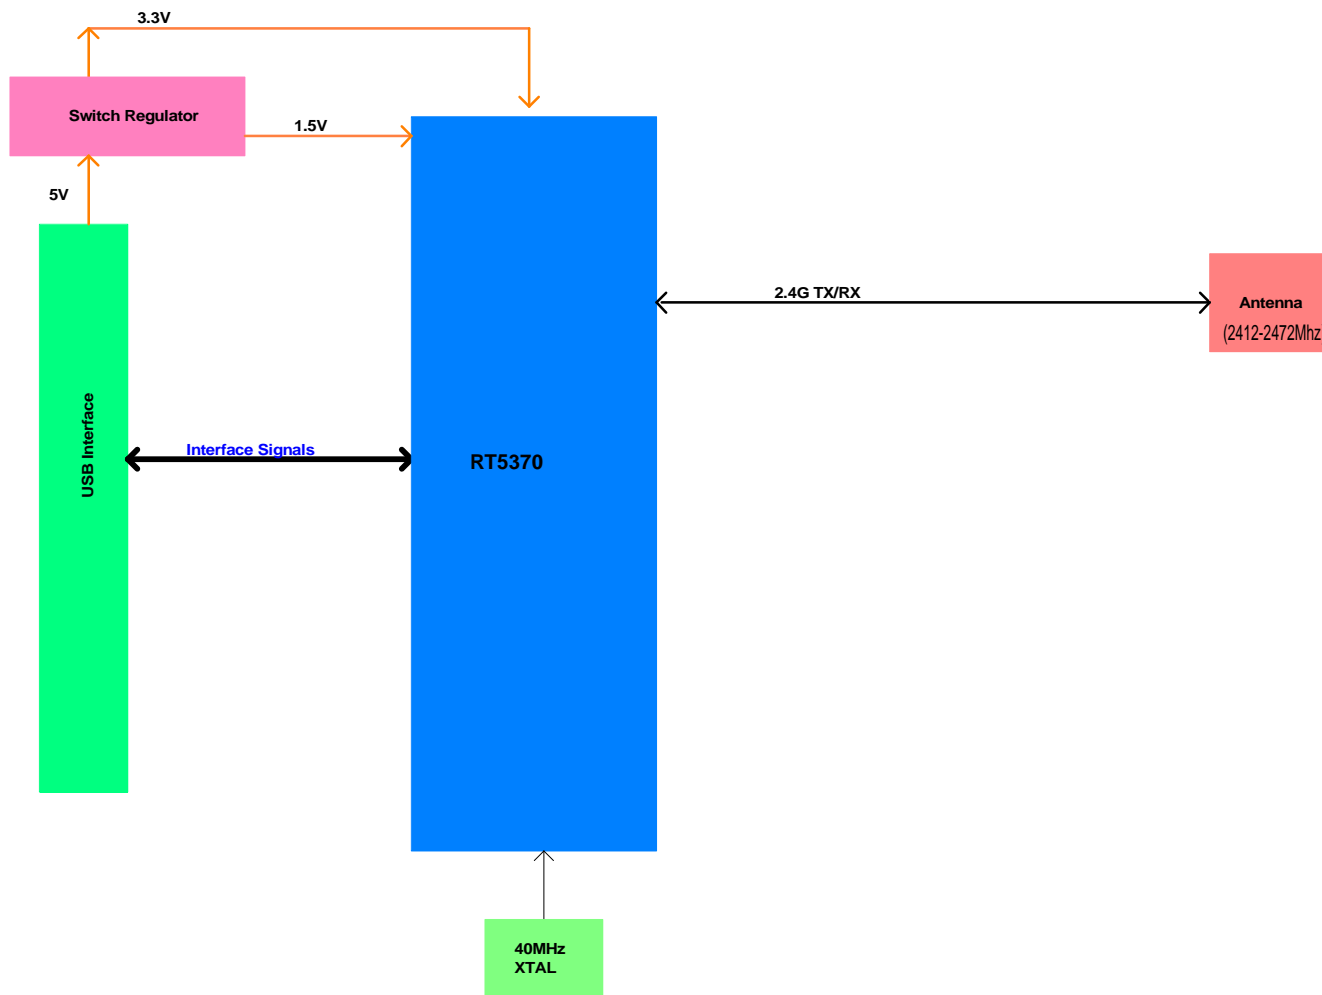 3.3V
Switch Regulator
1.5V
5V
2.4G TX/RX
Antenna
(2412-2472Mhz
USB Interface
Interface Signals
RT5370
40MHz
XTAL